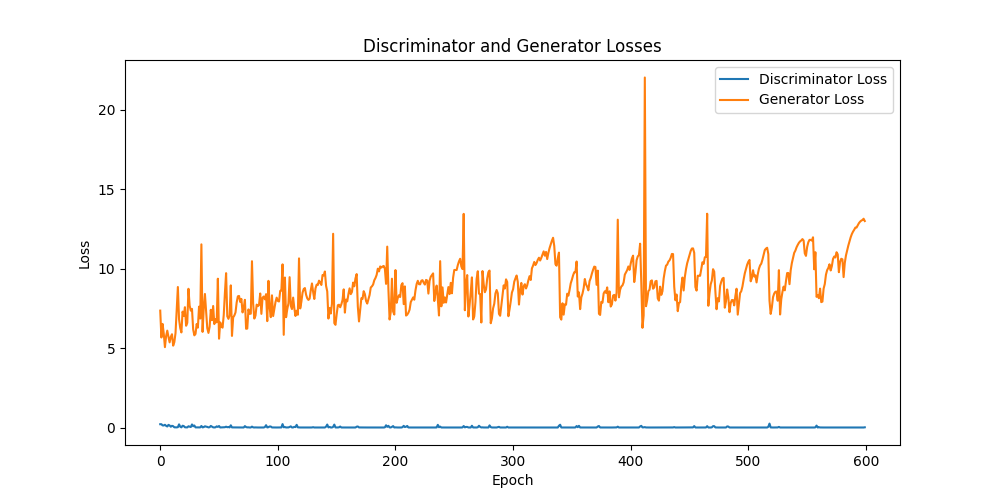 Discriminator and Generator Losses
Discriminator Loss
Generator Loss
20
15
10
5
0
Loss
0 100 200 300 400 500 600
Epoch